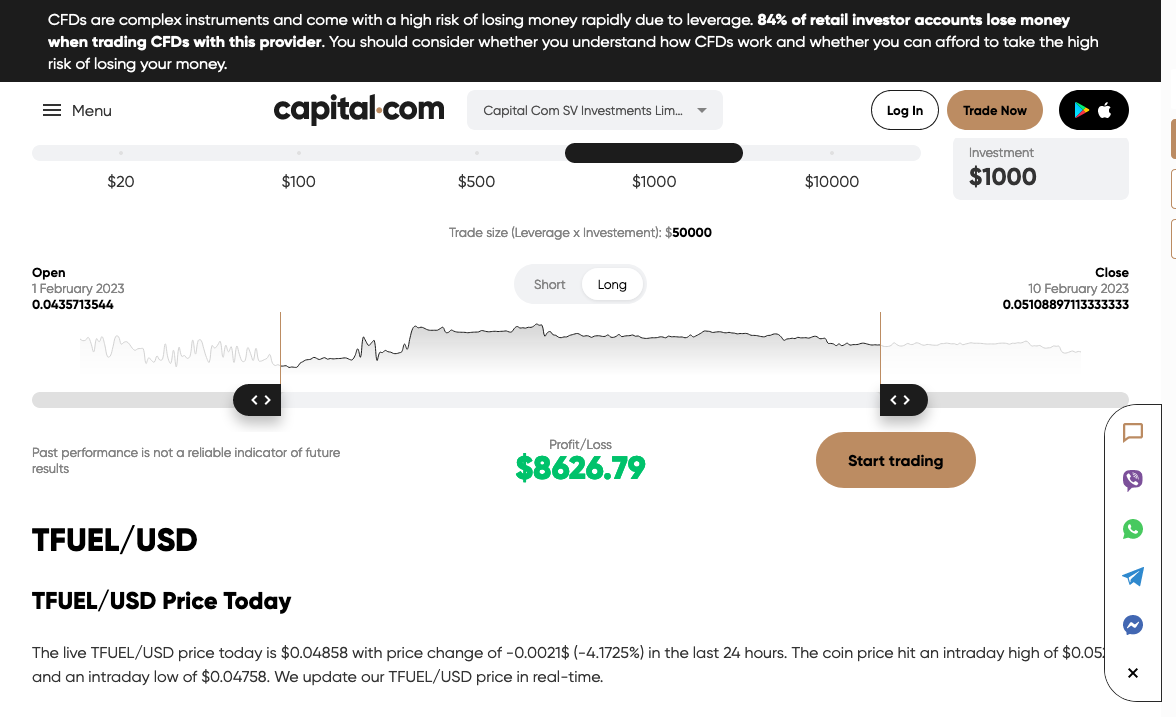 CFDs are complex instruments and come with a high risk of losing money rapidly due to leverage. 84% of retail investor accounts lose money
when trading CFDs with this provider. You should consider whether you understand how CFDs work and whether you can afford to take the high
risk of losing your money.
Menu
capital.com
Capital Com SV Investments Lim...
Log In
Trade Now
Investment
$1000
$20 $100 $500 $1000 $10000
Trade size (Leverage x Investement): $50000
Open
1 February 2023
0.0435713544
Short Long
Close
10 February 2023
0.05108897113333333
Past performance is not a reliable indicator of future
results
Profit/Loss
$8626.79
Start trading
TFUEL/USD
TFUEL/USD Price Today
The live TFUEL/USD price today is $0.04858 with price change of -0.0021$ (-4.1725%) in the last 24 hours. The coin price hit an intraday high of
and an intraday low of $0.04758. We update our TFUEL/USD price in real-time.